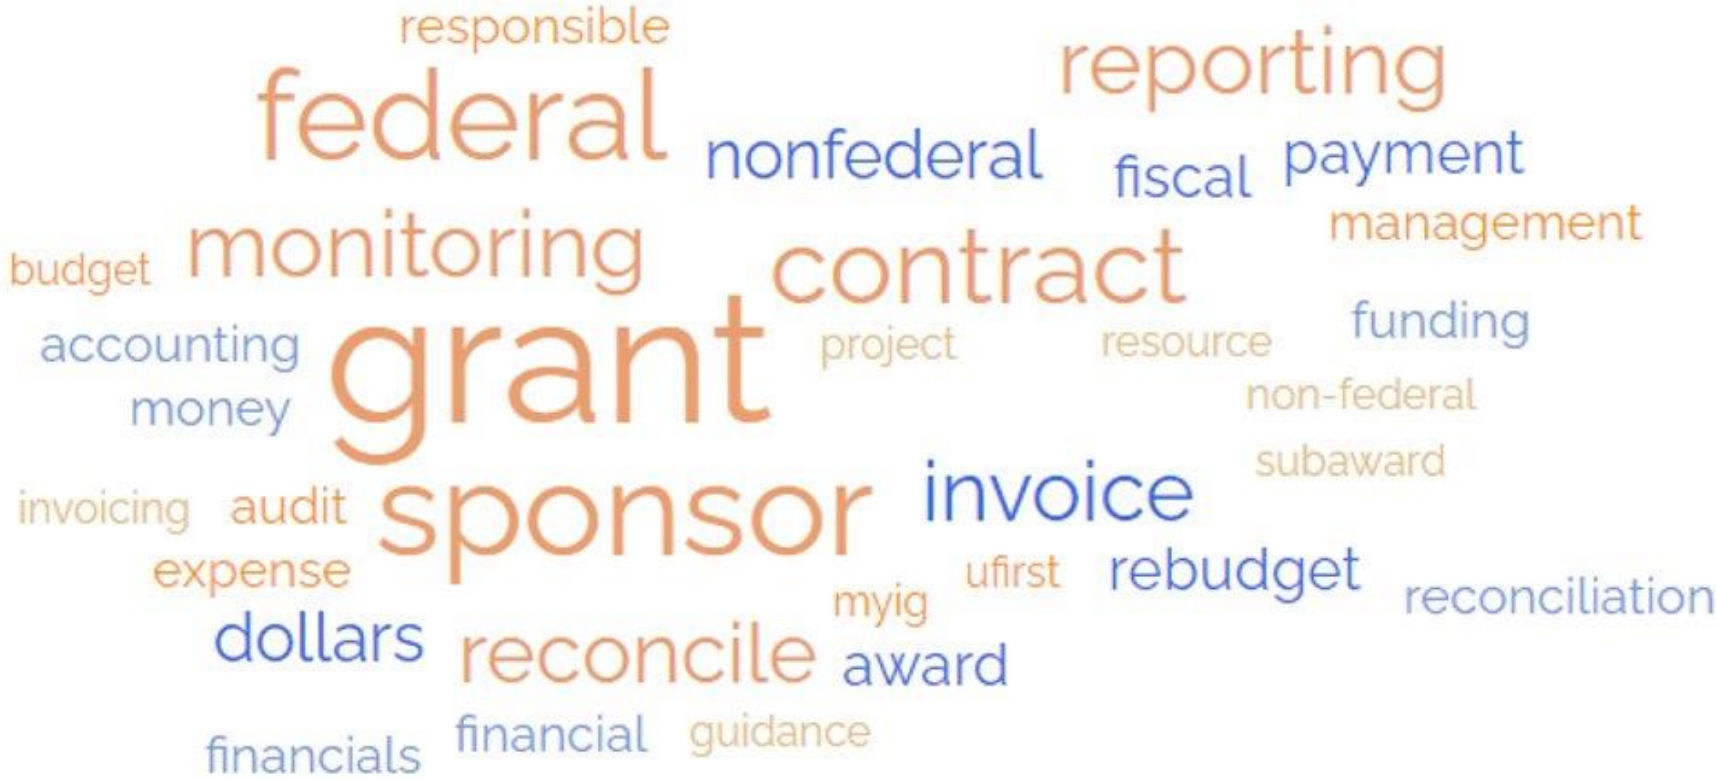 responsible
federal
reporting
nonfederal
fiscal
payment
management
monitoring
contract
budget
accounting
grant
project
resource
funding
money
non-federal
subaward
invoicing
audit
sponsor
invoice
expense
ufirst
rebudget
myig
reconciliation
dollars
reconcile
award
financials
financial
guidance